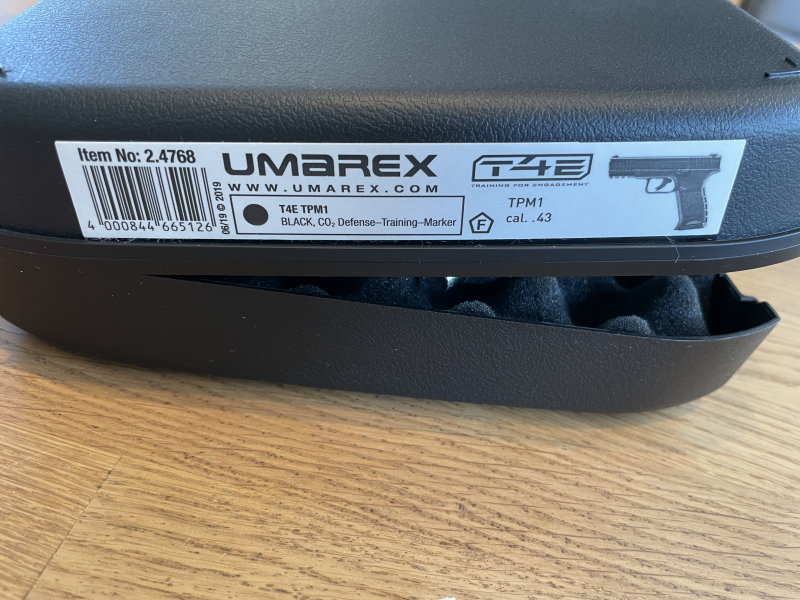 Item No: 2.4768
4 000844 665126
06/19 © 2019
UMAREX
WWW.UMAREX.COM
T4E TPM1
BLACK, CO₂ Defense–Training–Marker
T4E
TRAINING FOR ENGAGEMENT
F
TPM1
cal. .43